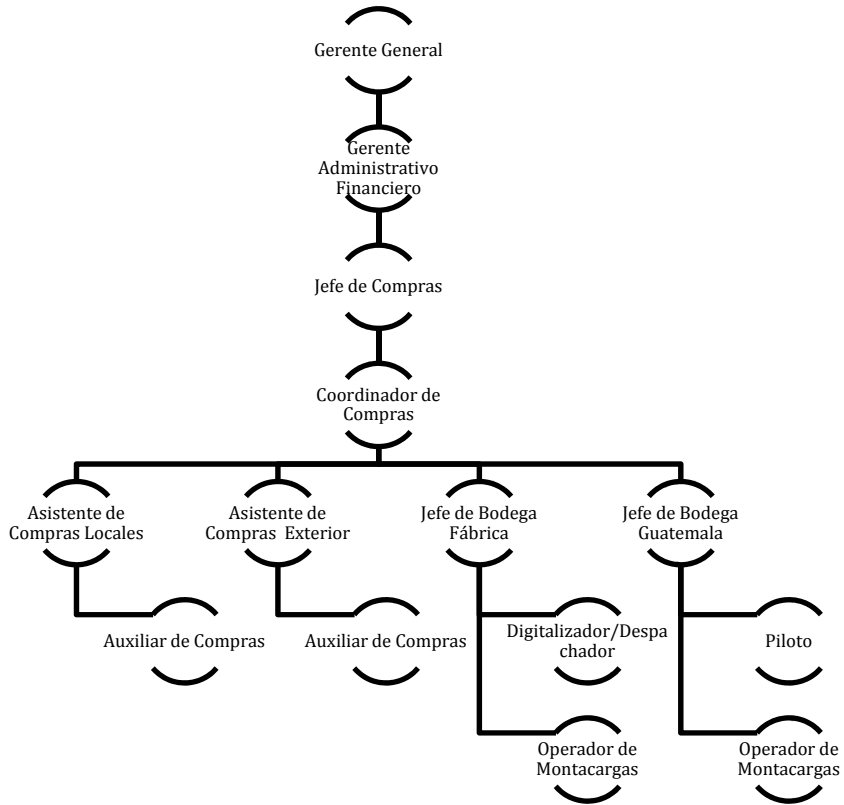 Gerente General
Gerente
Administrativo
Financiero
Jefe de Compras
Coordinador de
Compras
Asistente de
Compras Locales
Asistente de
Compras Exterior
Jefe de Bodega
Fábrica
Jefe de Bodega
Guatemala
Auxiliar de Compras
Auxiliar de Compras
Digitalizador/Despa
chador
Piloto
Operador de
Montacargas
Operador de
Montacargas